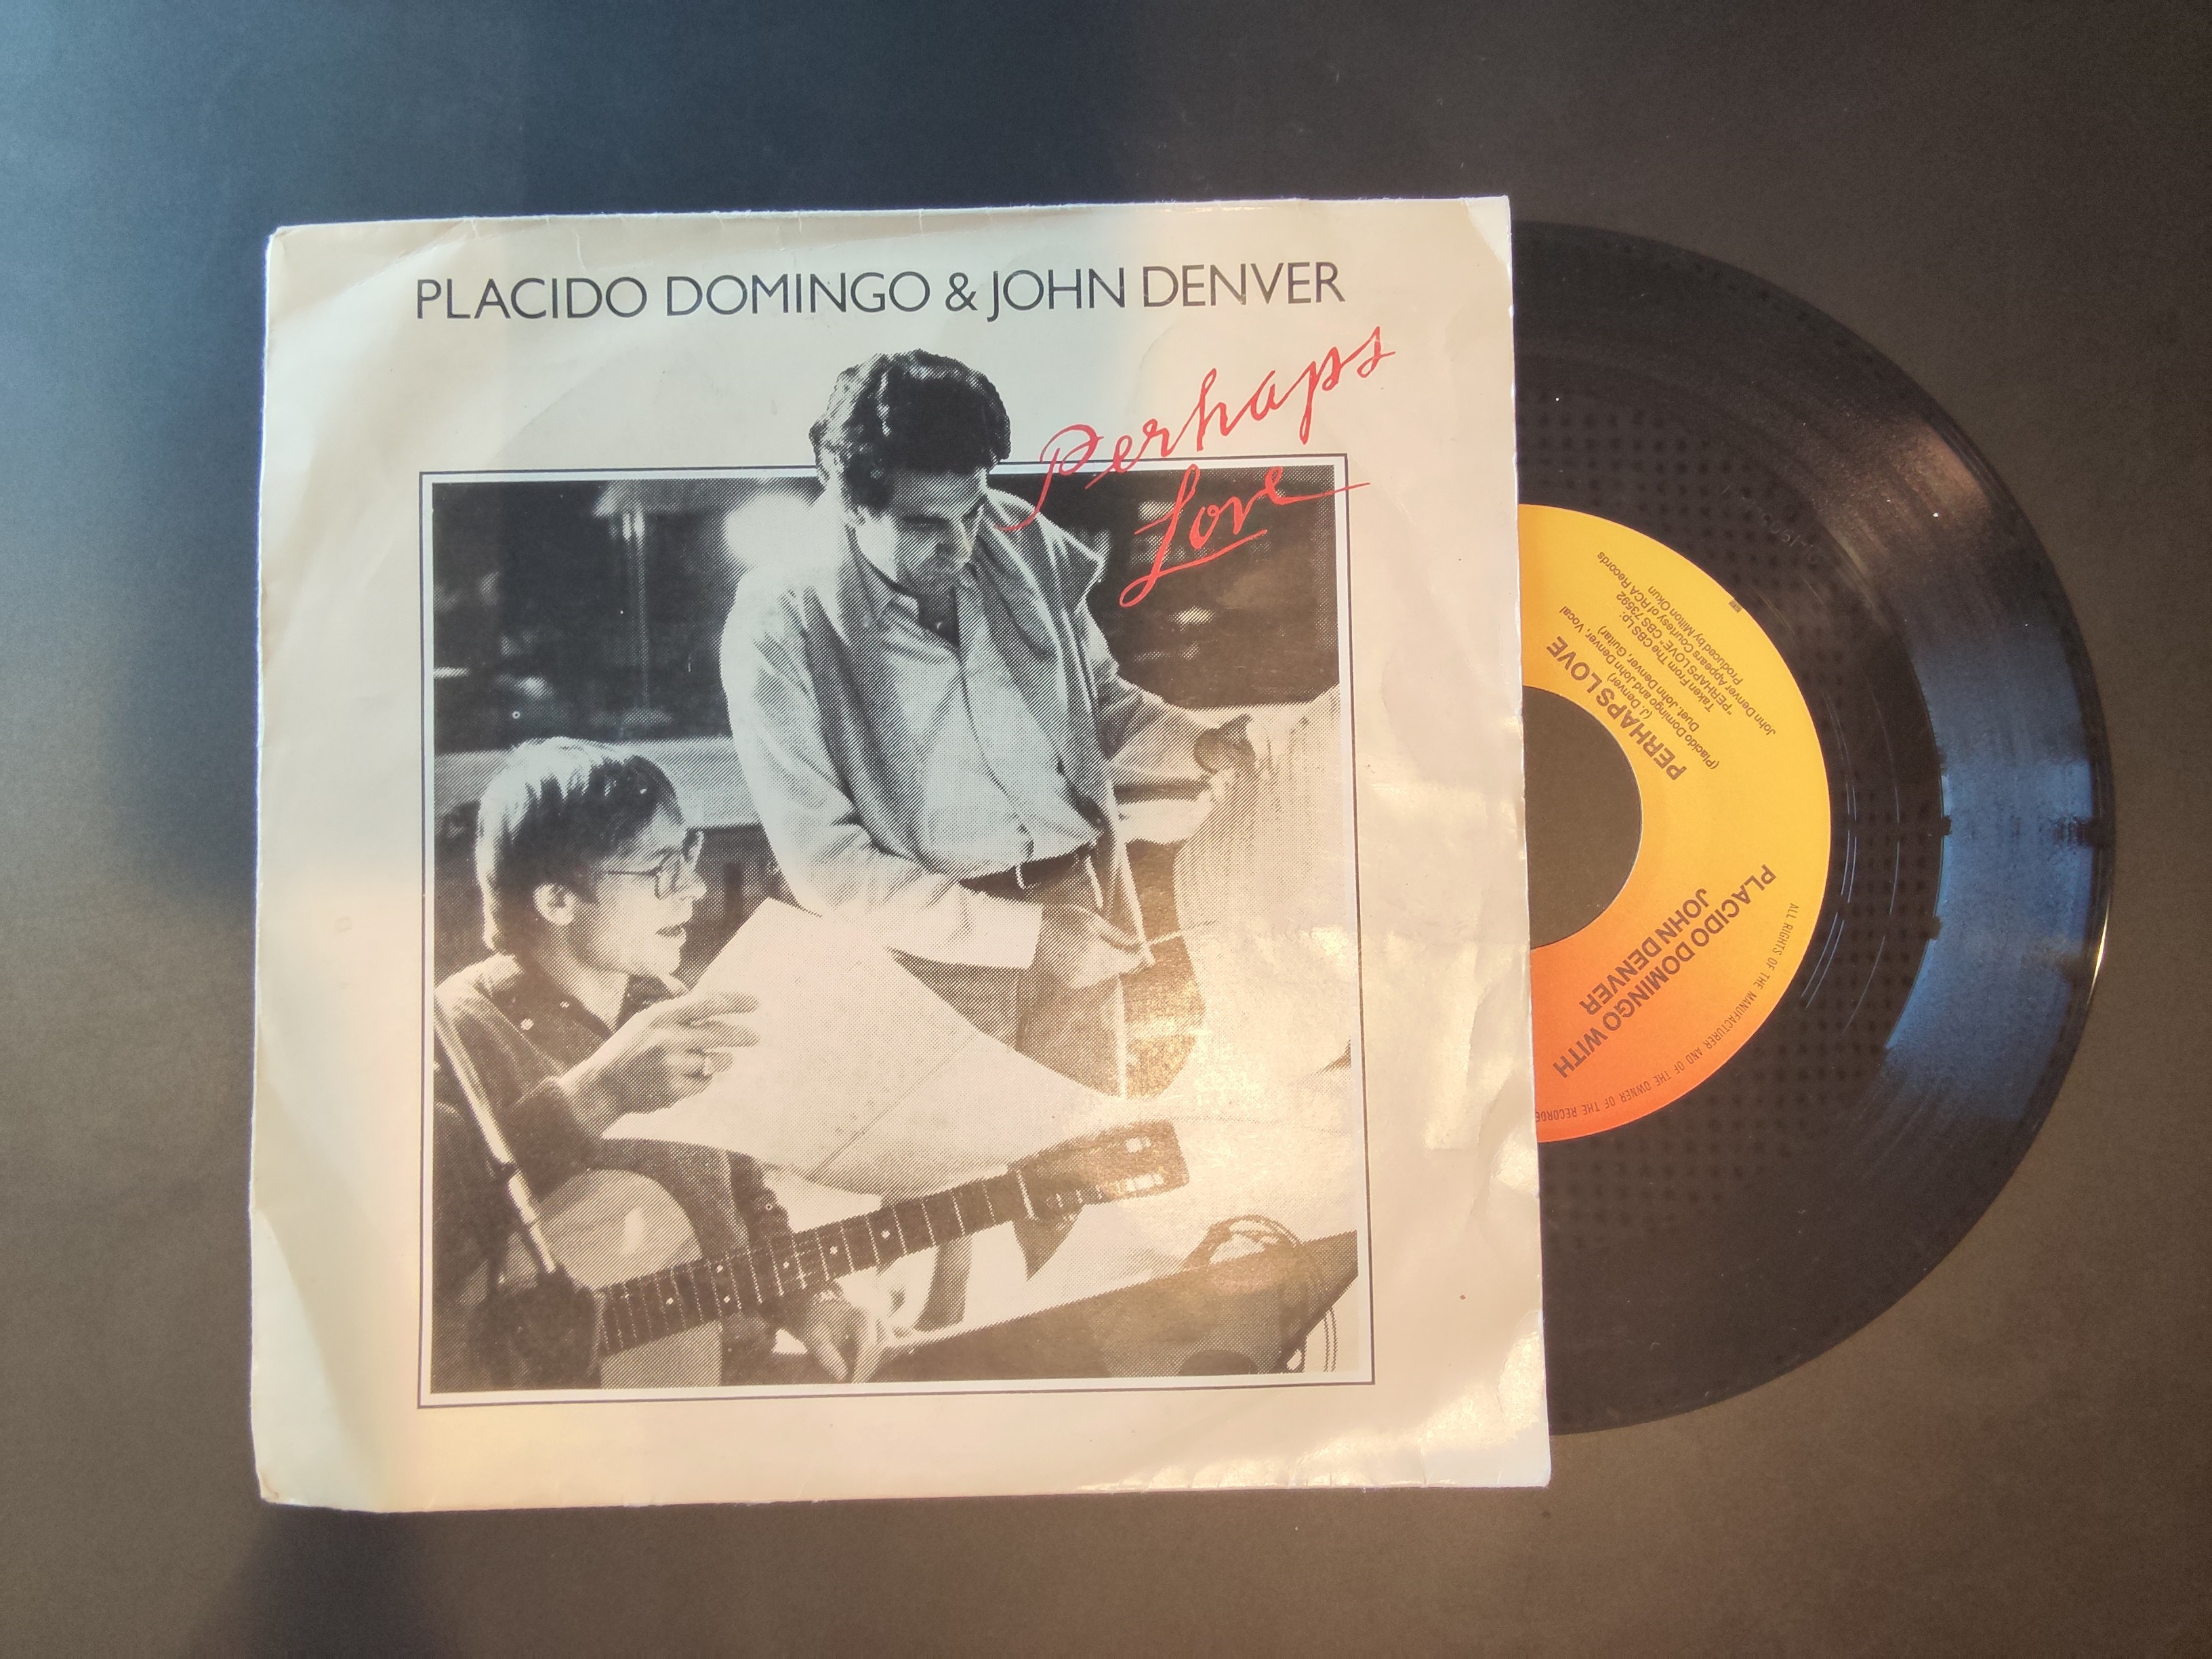 PLACIDO DOMINGO & JOHN DENVER
Perhaps
Love
PERHAPS LOVE
(J. Denver)
(Placido Domingo and John Denver, Vocal
Duet, John Denver, Guitar)
Taken From The CBS Lp:
"PERHAPS LOVE" CBS 73592
John Denver Appears Courtesy of RCA Records
Produced by Milton Okun
PLACIDO DOMINGO WITH
JOHN DENVER
ALL RIGHTS OF THE MANUFACTURER AND OF THE OWNER OF THE RECORDE